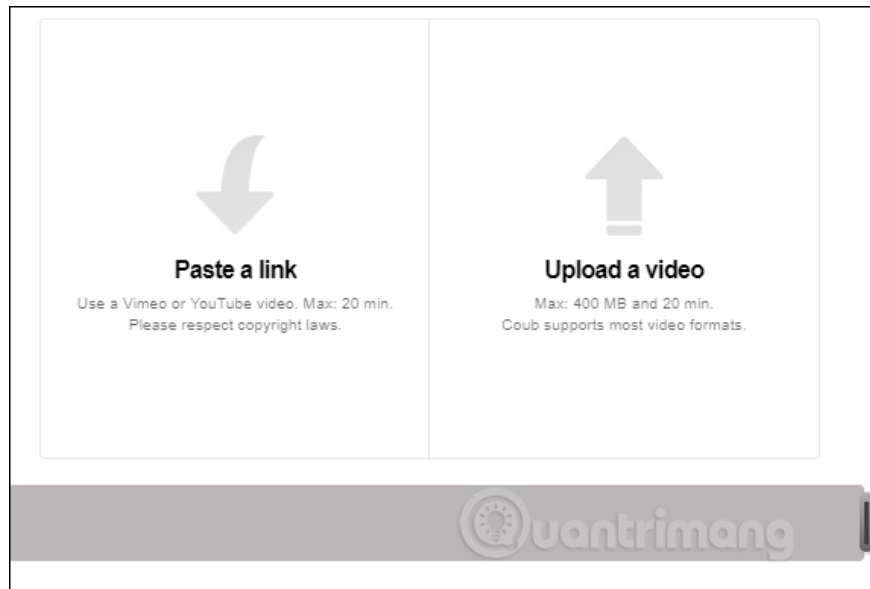 Paste a link
Use a Vimeo or YouTube video. Max: 20 min.
Please respect copyright laws.
Upload a video
Max: 400 MB and 20 min.
Coub supports most video formats.
Quantrimang